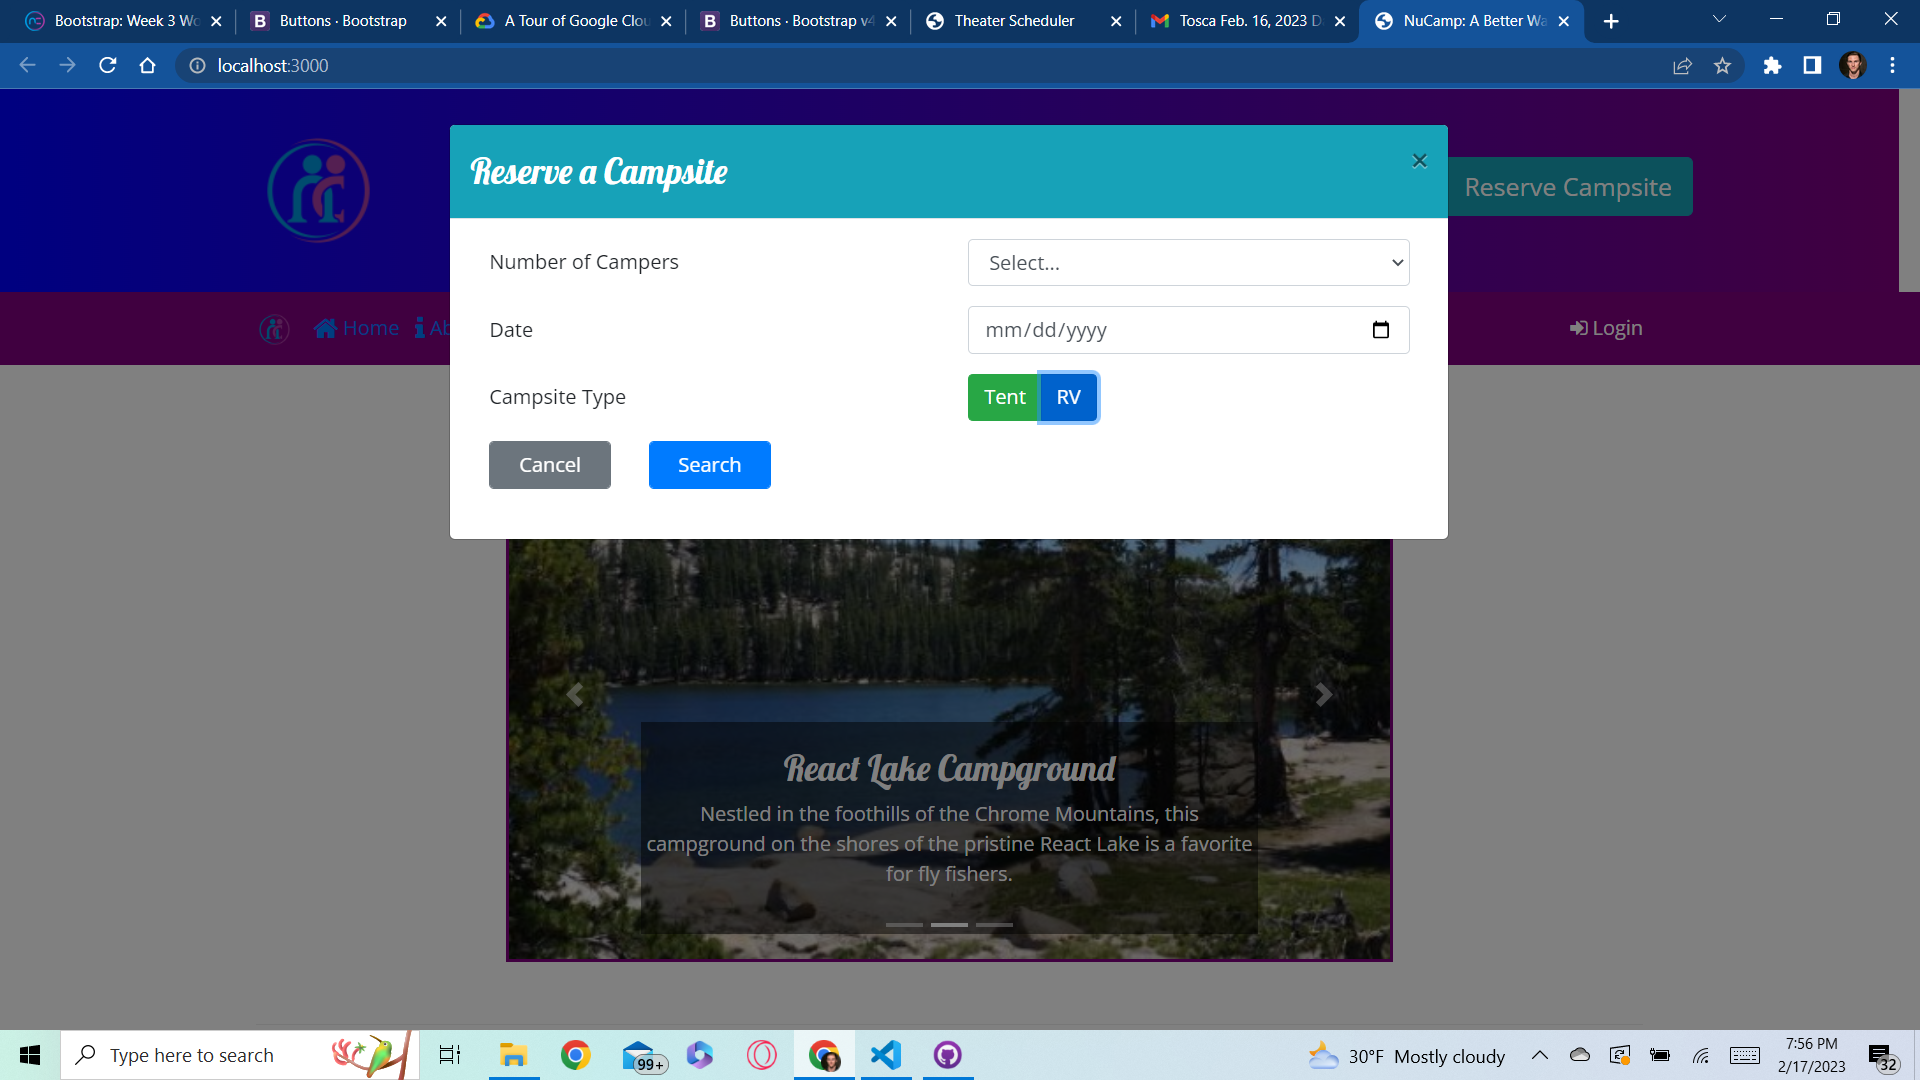 Bootstrap: Week 3 Wo
Buttons · Bootstrap
A Tour of Google Clou
Buttons · Bootstrap v4
Theater Scheduler
Tosca Feb. 16, 2023 D
NuCamp: A Better Wa
localhost:3000
Reserve a Campsite
×
Reserve Campsite
Number of Campers
Select...
Home
Ab
Date
mm/dd/yyyy
Login
Campsite Type
Tent
RV
Cancel
Search
React Lake Campground
Nestled in the foothills of the Chrome Mountains, this
campground on the shores of the pristine React Lake is a favorite
for fly fishers.
Type here to search
99+
30°F Mostly cloudy
7:56 PM
2/17/2023
32